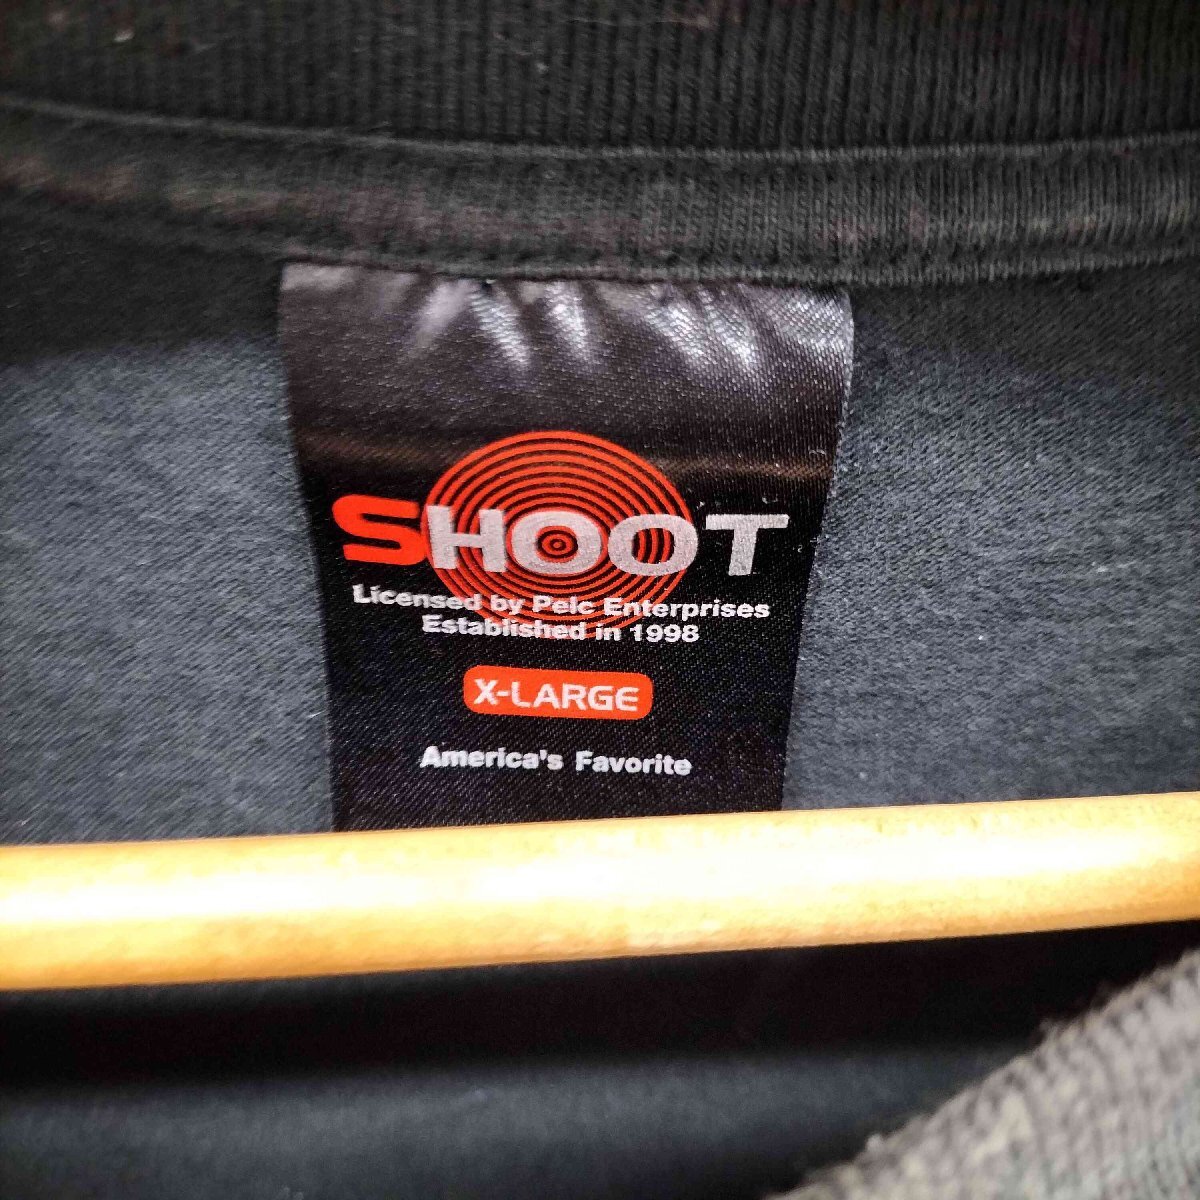 SHOOT
Licensed by Pelc Enterprises
Established in 1998
X-LARGE
America's Favorite